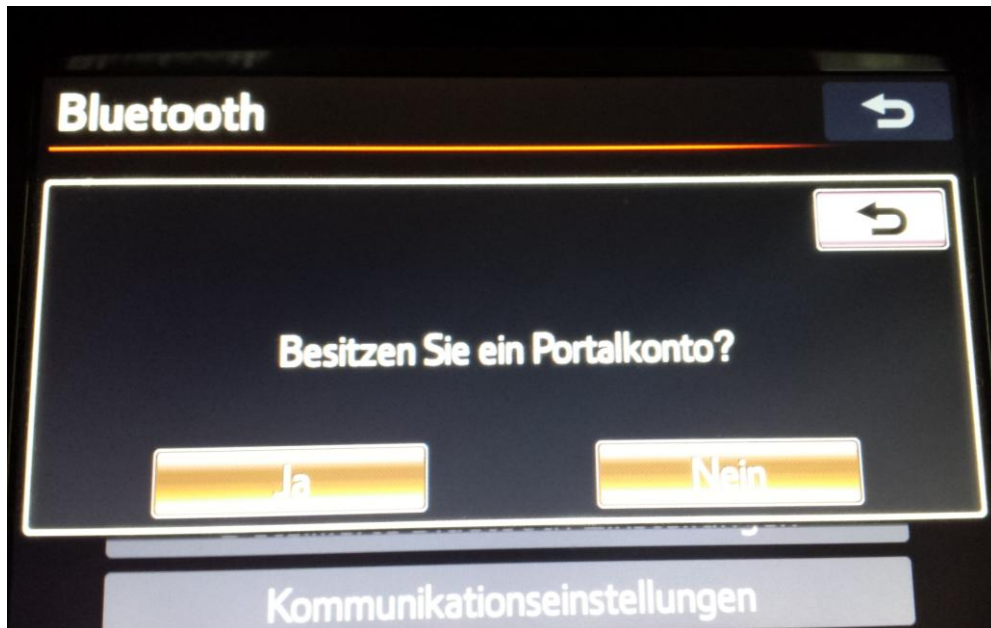 Bluetooth
Besitzen Sie ein Portalkonto?
Ja
Nein
Kommunikationseinstellungen